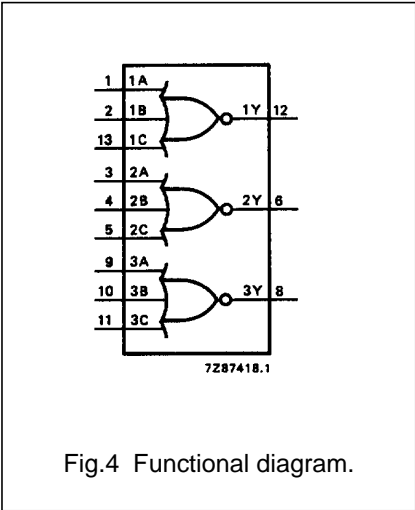 1 1A
2 1B 1Y 12
13 1C
3 2A
4 2B 2Y 6
5 2C
9 3A
10 3B 3Y 8
11 3C
7Z87418.1
Fig.4 Functional diagram.